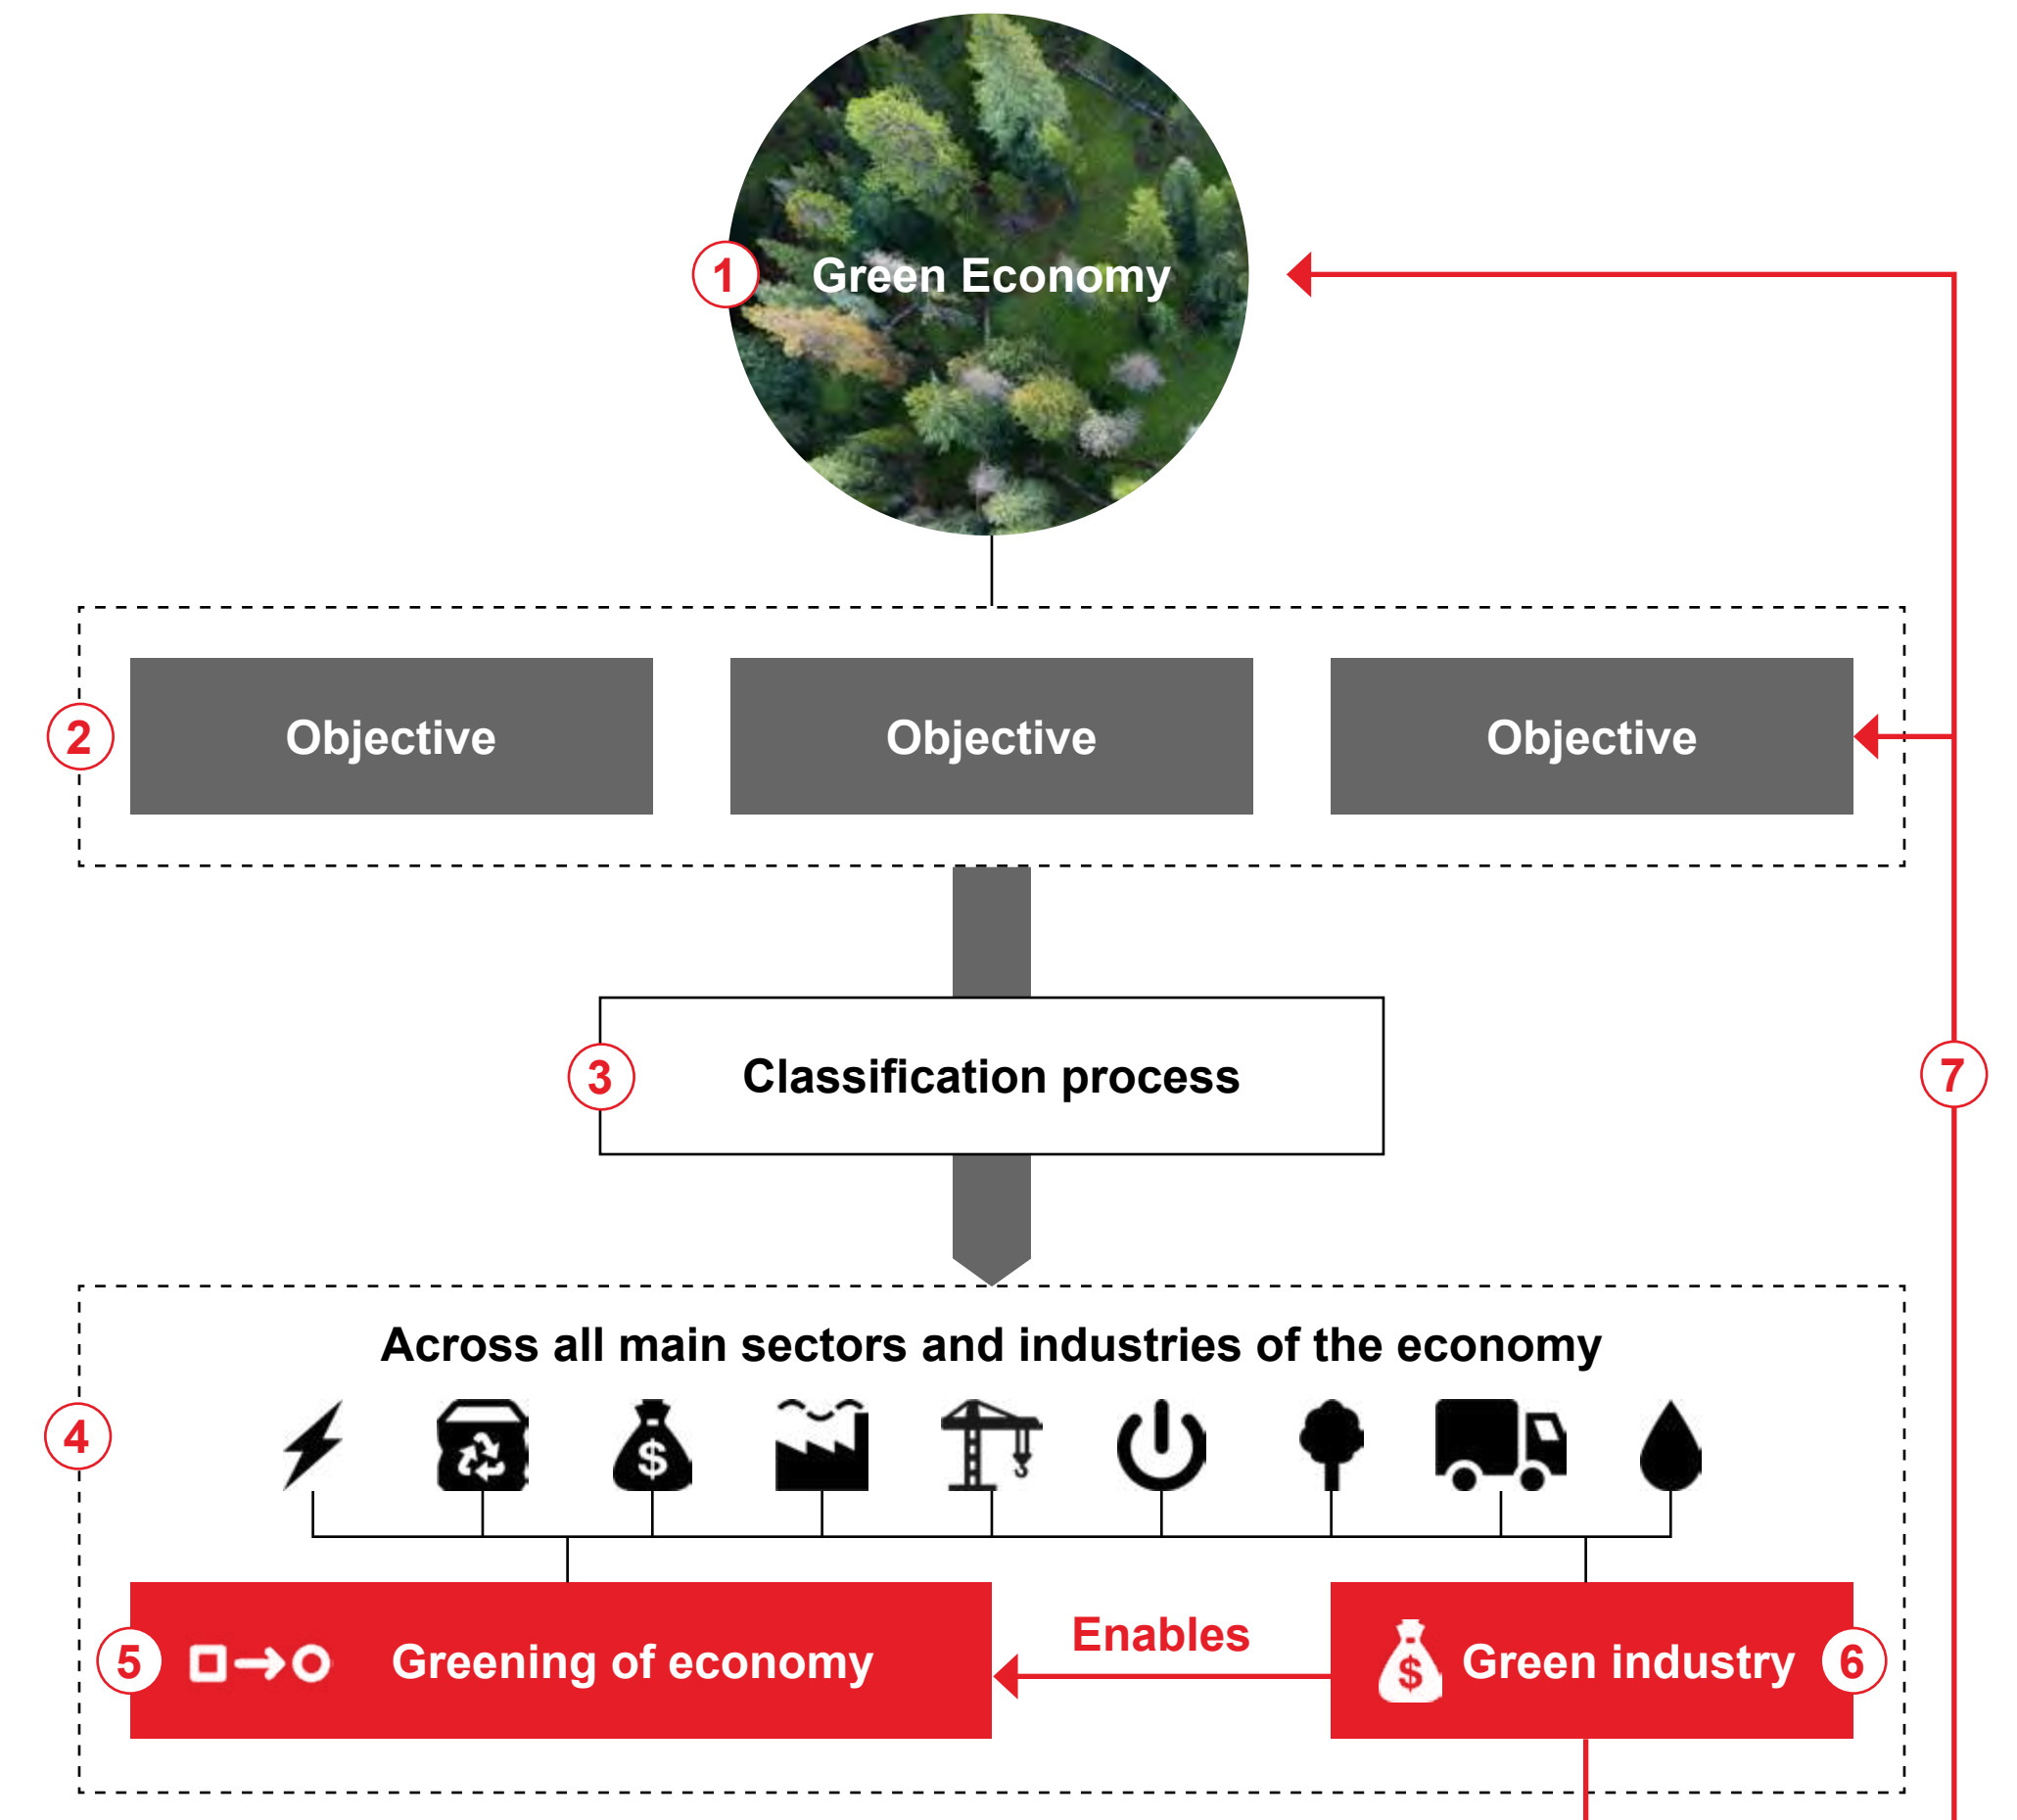 1
Green Economy
2
Objective
Objective
Objective
3
Classification process
7
Across all main sectors and industries of the economy
4
$
5
Greening of economy
Enables
$
Green industry
6